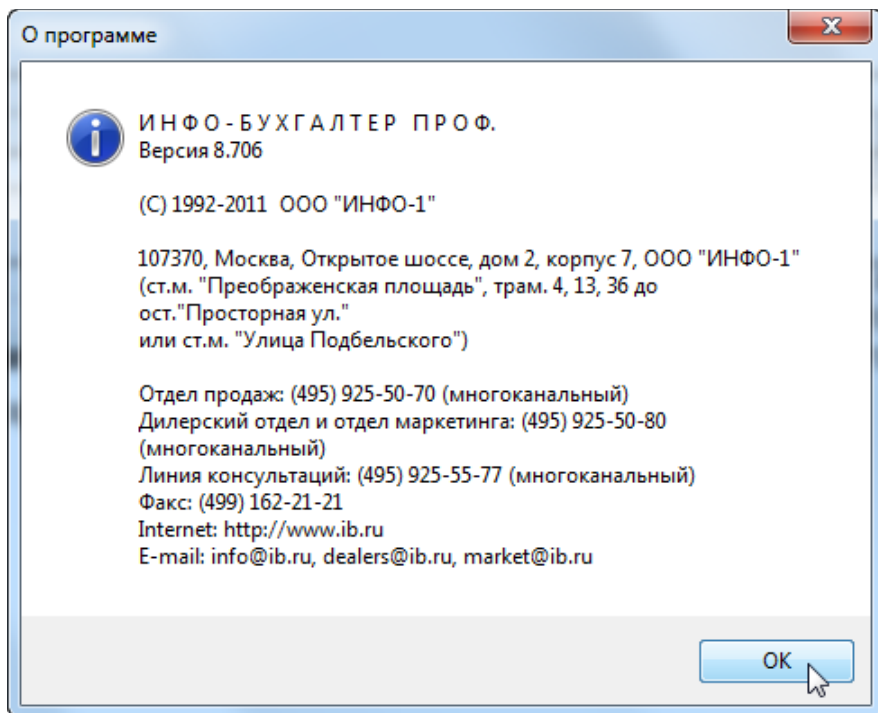 О программе
И Н Ф О - Б У Х Г А Л Т Е Р  П Р О Ф.
Версия 8.706
(C) 1992-2011  ООО "ИНФО-1"
107370, Москва, Открытое шоссе, дом 2, корпус 7, ООО "ИНФО-1"
(ст.м. "Преображенская площадь", трам. 4, 13, 36 до
ост."Просторная ул."
или ст.м. "Улица Подбельского")
Отдел продаж: (495) 925-50-70 (многоканальный)
Дилерский отдел и отдел маркетинга: (495) 925-50-80
(многоканальный)
Линия консультаций: (495) 925-55-77 (многоканальный)
Факс: (499) 162-21-21
Internet: http://www.ib.ru
E-mail: info@ib.ru, dealers@ib.ru, market@ib.ru
OK